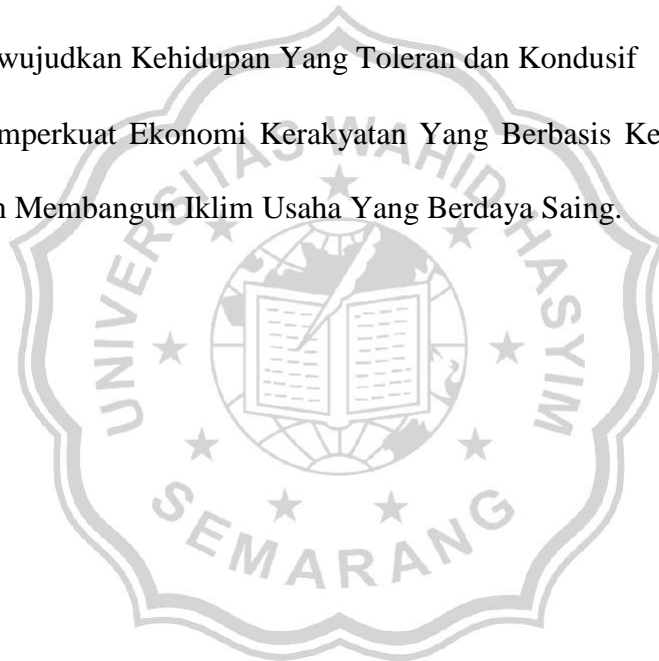 wujudkan Kehidupan Yang Toleran dan Kondusif
mperkuat Ekonomi Kerakyatan Yang Berbasis Ke
n Membangun Iklim Usaha Yang Berdaya Saing.
UNIVERSITAS WAHID HASYIM
SEMARANG